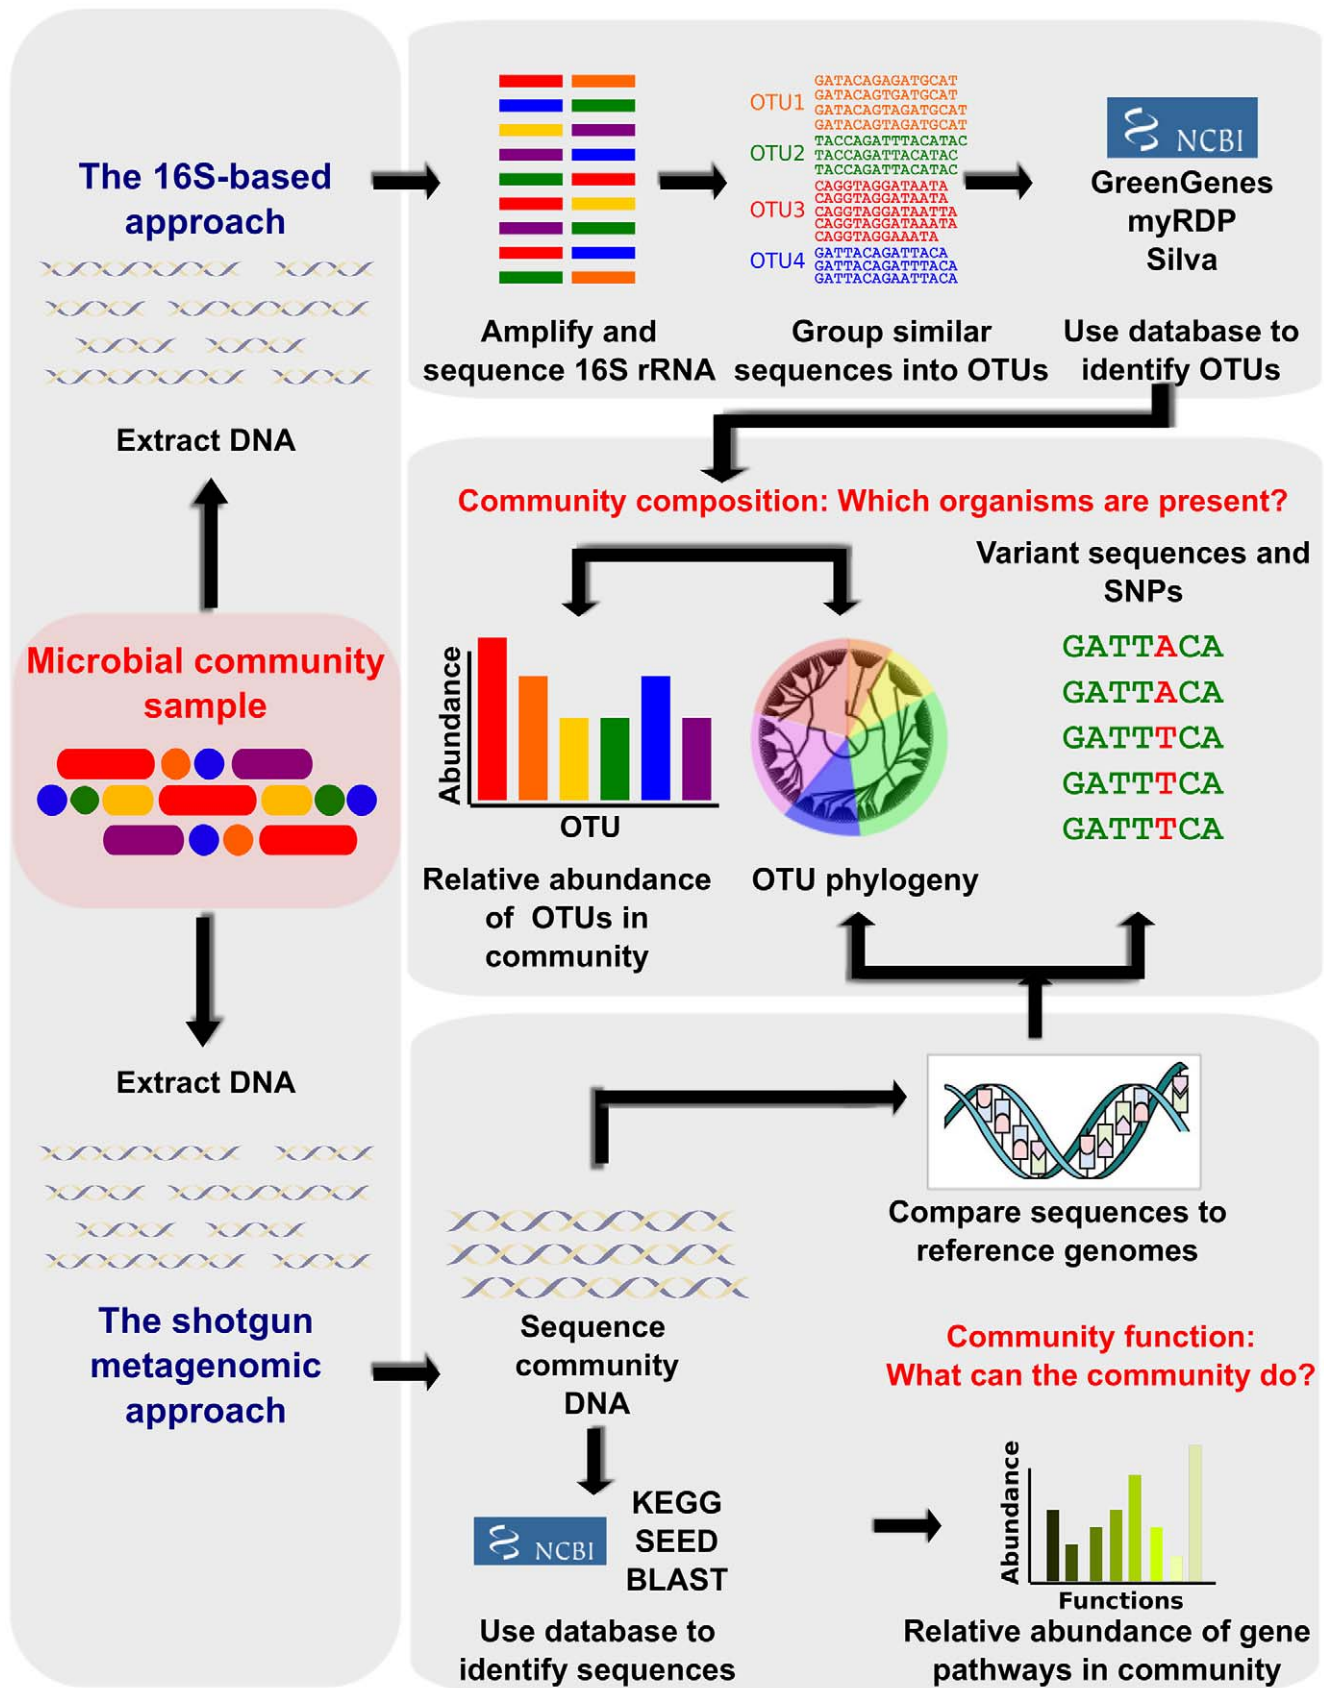 The 16S-based
approach
Extract DNA
Microbial community
sample
Extract DNA
The shotgun
metagenomic
approach
Amplify and
sequence 16S rRNA
OTU1
GATACAGAGATGCAT
GATACAGTGATGCAT
GATACAGTAGATGCAT
GATACAGTAGATGCAT
OTU2
TACCAGATTTACATAC
TACCAGATTACATAC
TACCAGATTACATAC
OTU3
CAGGTAGGATAATA
CAGGTAGGATAATA
CAGGTAGGATAATTA
CAGGTAGGATAAATA
CAGGTAGGAAATA
OTU4
GATTACAGATTACA
GATTACAGATTTACA
GATTACAGAATTACA
Group similar
sequences into OTUs
NCBI
GreenGenes
myRDP
Silva
Use database to
identify OTUs
Community composition: Which organisms are present?
Abundance
OTU
Relative abundance
of OTUs in
community
OTU phylogeny
Variant sequences and
SNPs
GATTACA
GATTACA
GATTTCA
GATTTCA
GATTTCA
Compare sequences to
reference genomes
Sequence
community
DNA
NCBI
KEGG
SEED
BLAST
Use database to
identify sequences
Community function:
What can the community do?
Abundance
Functions
Relative abundance of gene
pathways in community